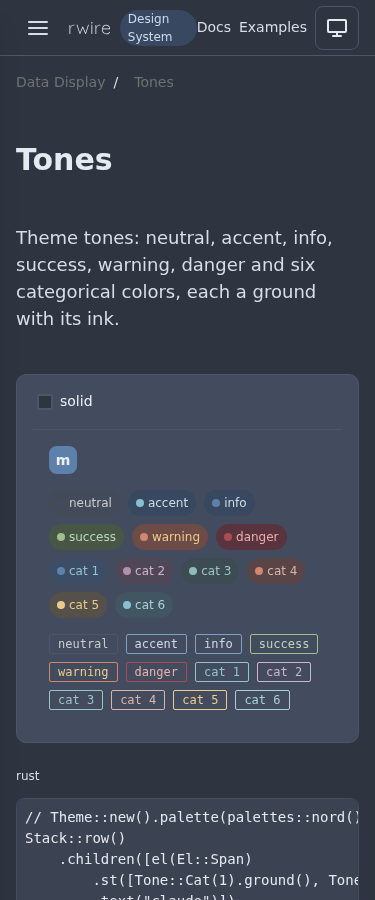 rwire Design System Docs Examples
Data Display / Tones
Tones
Theme tones: neutral, accent, info,
success, warning, danger and six
categorical colors, each a ground
with its ink.
solid
m
neutral accent info
success warning danger
cat 1 cat 2 cat 3 cat 4
cat 5 cat 6
neutral accent info success
warning danger cat 1 cat 2
cat 3 cat 4 cat 5 cat 6
rust
// Theme::new().palette(palettes::nord()
Stack::row()
.children([el(El::Span)
.st([Tone::Cat(1).ground(), Tone
.text("claude")])